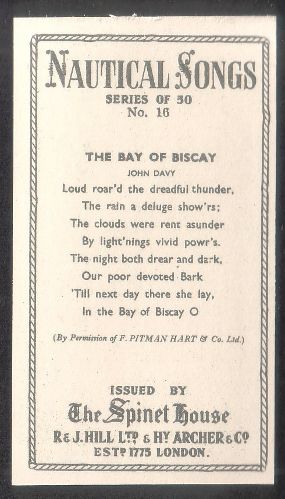 NAUTICAL SONGS
SERIES OF 50
No. 16
THE BAY OF BISCAY
JOHN DAVY
Loud roar'd the dreadful thunder,
The rain a deluge show'rs;
The clouds were rent asunder
By light'nings vivid powr's.
The night both drear and dark,
Our poor devoted Bark
'Till next day there she lay,
In the Bay of Biscay O
(By Permission of F. PITMAN HART & Co. Ltd.)
ISSUED BY
The Spinet House
R & J. HILL LTD & HY ARCHER & CO
ESTD 1775 LONDON.